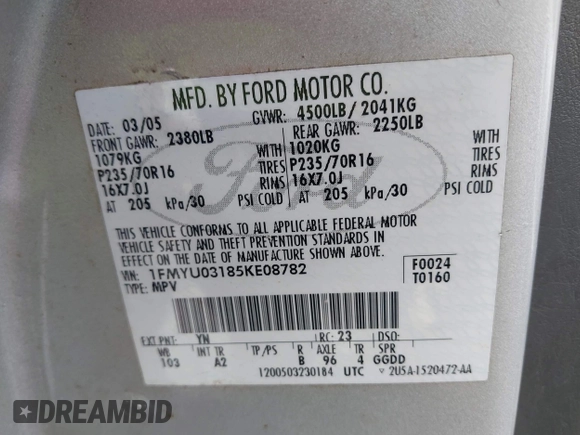 MFD. BY FORD MOTOR CO.
DATE: 03/05 GVWR: 4500LB/ 2041KG
FRONT GAWR: 2380LB REAR GAWR: 2250LB
1079KG WITH 1020KG WITH
P235/70R16 TIRES P235/70R16 TIRES
16X7.0J RIMS 16X7.0J RIMS
AT 205 kPa/30 PSI COLD AT 205 kPa/30 PSI COLD
Ford
THIS VEHICLE CONFORMS TO ALL APPLICABLE FEDERAL MOTOR
VEHICLE SAFETY AND THEFT PREVENTION STANDARDS IN
EFFECT ON THE DATE OF MANUFACTURE SHOWN ABOVE.
VIN: 1FMYU03185KE08782 F0024
TYPE: MPV T0160
EXT PNT: YN RC: 23 DSO:
WB INT TR TP/PS R AXLE TR SPR
103 A2 B 96 4 GGDD
1200503230184 UTC 2U5A-1520472-AA
DREAMBID